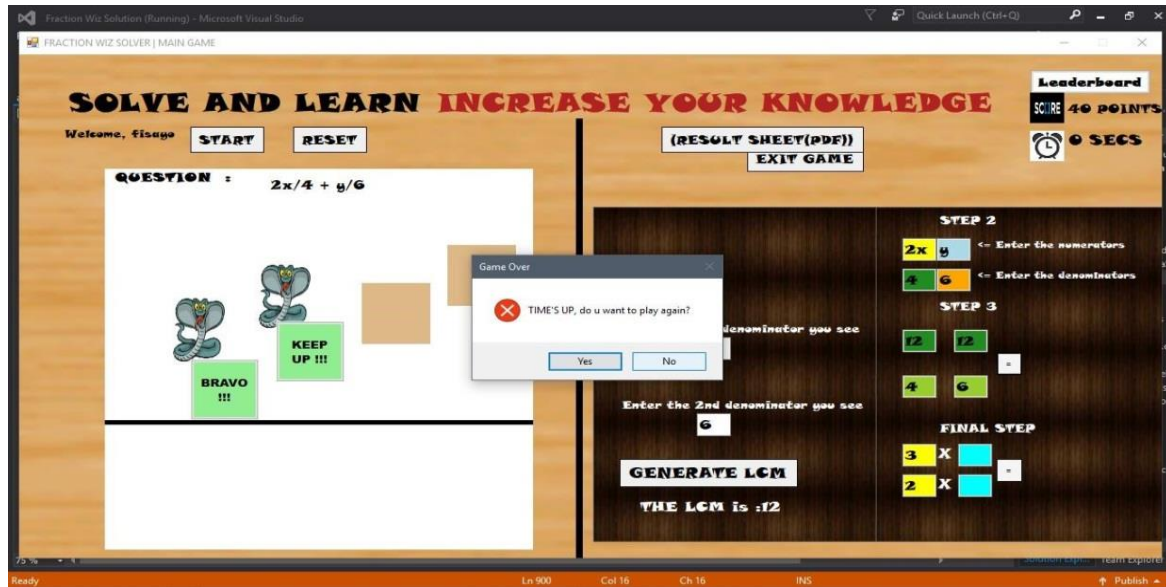 Fraction Wiz Solution (Running) - Microsoft Visual Studio
Quick Launch (Ctrl+Q)
FRACTION WIZ SOLVER | MAIN GAME
Leaderboard
SOLVE AND LEARN INCREASE YOUR KNOWLEDGE
SCORE 40 POINTS
Welcome, fisayo
START
RESET
(RESULT SHEET(PDF))
EXIT GAME
0 SECS
QUESTION :
2x/4 + y/6
KEEP
UP !!!
BRAVO
!!!
Game Over
TIME'S UP, do u want to play again?
Yes
No
denominator you see
Enter the 2nd denominator you see
6
GENERATE LCM
THE LCM is :12
STEP 2
2x y <- Enter the numerators
4 6 <- Enter the denominators
STEP 3
12 12
=
4 6
FINAL STEP
3 X
=
2 X
75 %
Team Explorer
Ready
Ln 900
Col 16
Ch 16
INS
Publish